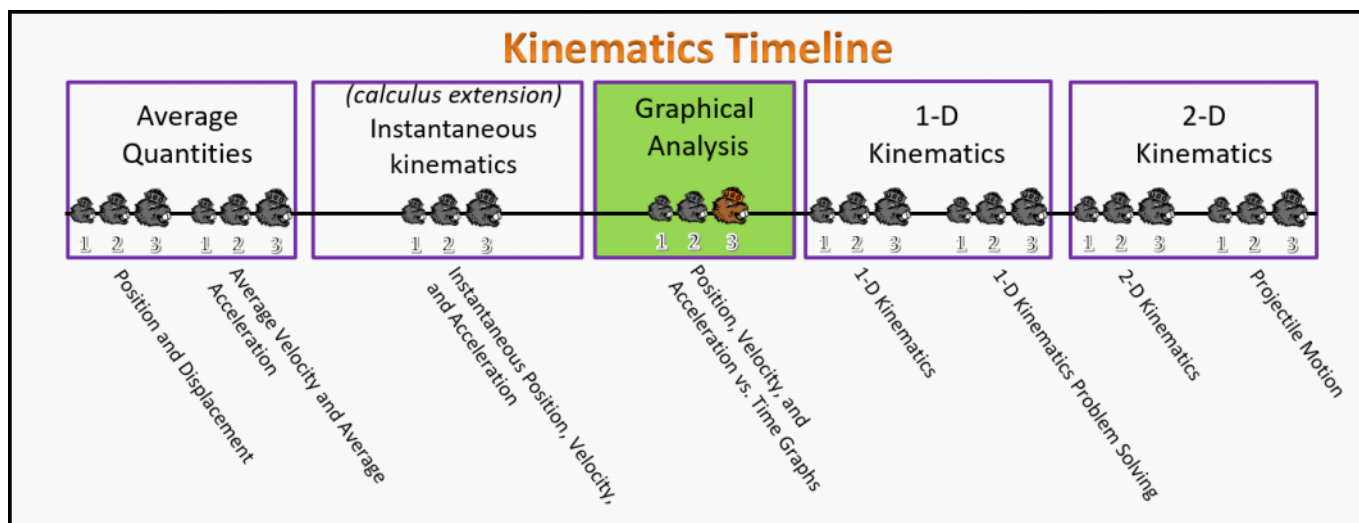 Kinematics Timeline
Average
Quantities
(calculus extension)
Instantaneous
kinematics
Graphical
Analysis
1-D
Kinematics
2-D
Kinematics
1 2 3 1 2 3
1 2 3
1 2 3
1 2 3 1 2 3
1 2 3 1 2 3
Position and Displacement
Average Velocity and Average
Acceleration
Instantaneous Position, Velocity,
and Acceleration
Position, Velocity, and
Acceleration vs. Time Graphs
1-D Kinematics
1-D Kinematics Problem Solving
2-D Kinematics
Projectile Motion